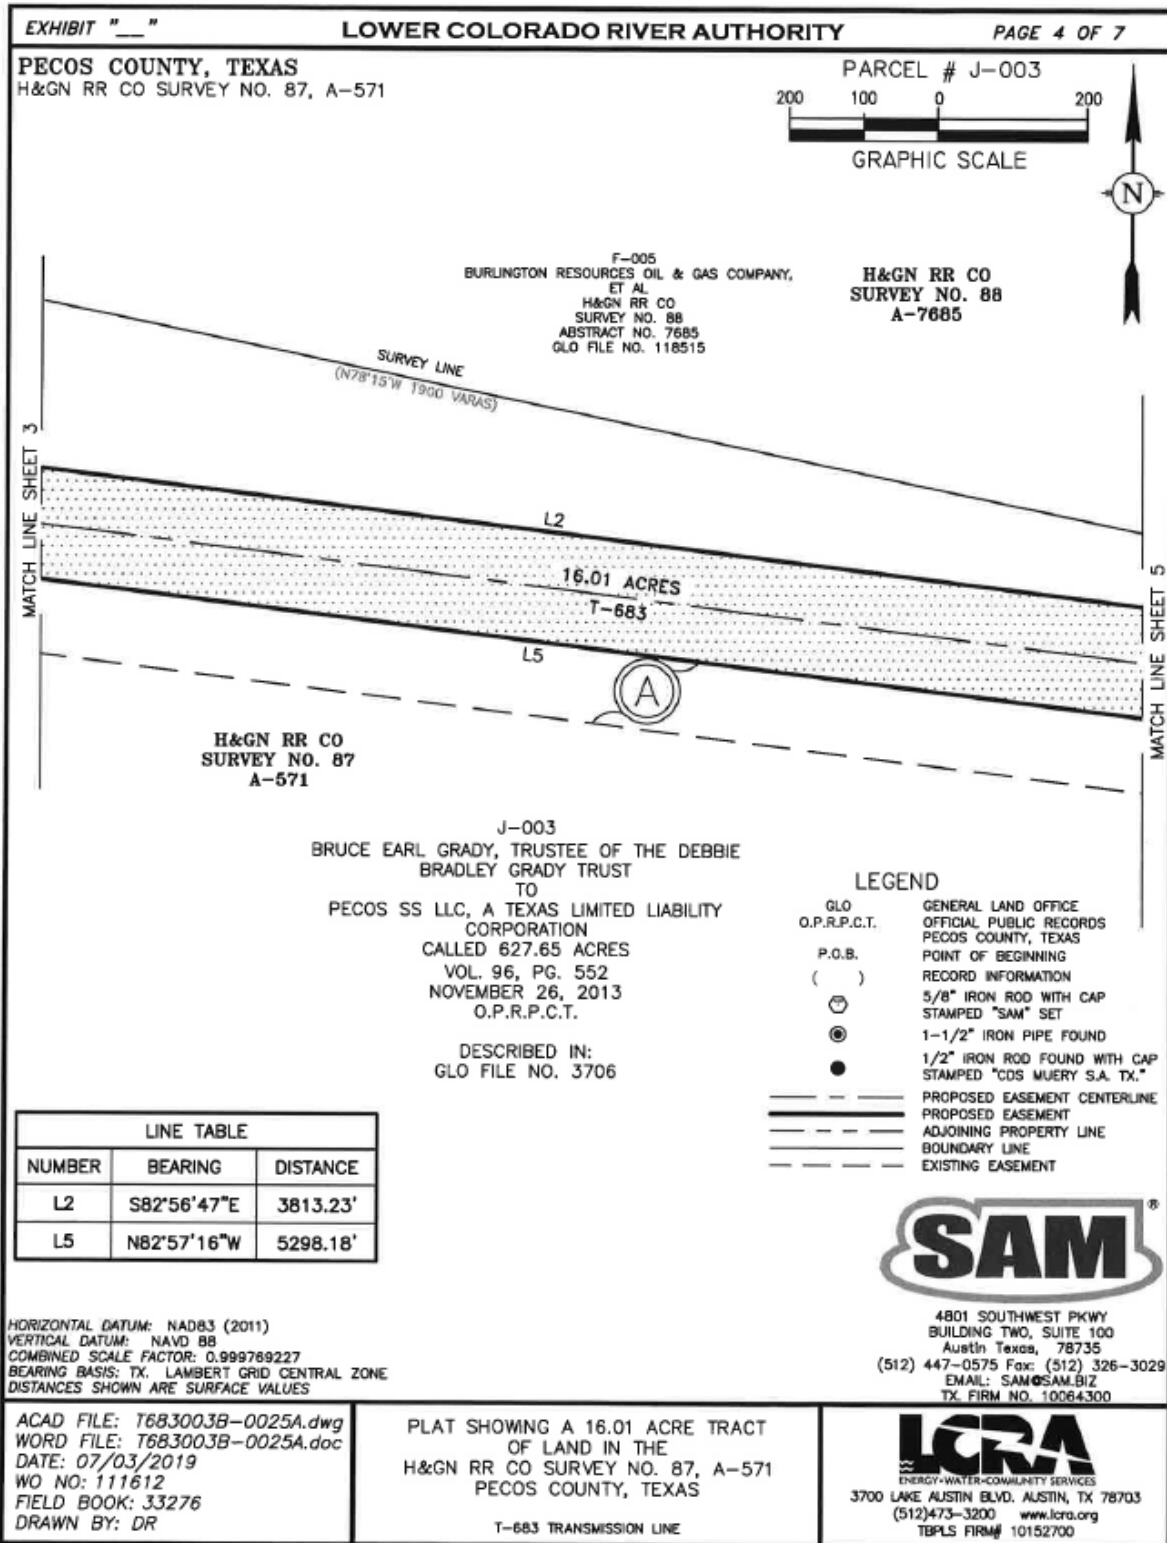 EXHIBIT "__"
LOWER COLORADO RIVER AUTHORITY
PAGE 4 OF 7
PECOS COUNTY, TEXAS
H&GN RR CO SURVEY NO. 87, A-571
PARCEL # J-003
200 100 0 200
GRAPHIC SCALE
N
F-005
BURLINGTON RESOURCES OIL & GAS COMPANY,
ET AL
H&GN RR CO
SURVEY NO. 88
ABSTRACT NO. 7685
GLO FILE NO. 118515
H&GN RR CO
SURVEY NO. 88
A-7685
SURVEY LINE
(N78°15'W 1900 VARAS)
MATCH LINE SHEET 3
L2
16.01 ACRES
T-683
L5
A
MATCH LINE SHEET 5
H&GN RR CO
SURVEY NO. 87
A-571
J-003
BRUCE EARL GRADY, TRUSTEE OF THE DEBBIE
BRADLEY GRADY TRUST
TO
PECOS SS LLC, A TEXAS LIMITED LIABILITY
CORPORATION
CALLED 627.65 ACRES
VOL. 96, PG. 552
NOVEMBER 26, 2013
O.P.R.P.C.T.
DESCRIBED IN:
GLO FILE NO. 3706
LEGEND
GLO GENERAL LAND OFFICE
O.P.R.P.C.T. OFFICIAL PUBLIC RECORDS
PECOS COUNTY, TEXAS
P.O.B. POINT OF BEGINNING
( ) RECORD INFORMATION
5/8" IRON ROD WITH CAP
STAMPED "SAM" SET
1-1/2" IRON PIPE FOUND
1/2" IRON ROD FOUND WITH CAP
STAMPED "CDS MUERY S.A. TX."
PROPOSED EASEMENT CENTERLINE
PROPOSED EASEMENT
ADJOINING PROPERTY LINE
BOUNDARY LINE
EXISTING EASEMENT
LINE TABLE
NUMBER BEARING DISTANCE
L2 S82°56'47"E 3813.23'
L5 N82°57'16"W 5298.18'
SAM®
4801 SOUTHWEST PKWY
BUILDING TWO, SUITE 100
Austin Texas, 78735
(512) 447-0575 Fax: (512) 326-3029
EMAIL: SAM@SAM.BIZ
TX. FIRM NO. 10064300
HORIZONTAL DATUM: NAD83 (2011)
VERTICAL DATUM: NAVD 88
COMBINED SCALE FACTOR: 0.999769227
BEARING BASIS: TX. LAMBERT GRID CENTRAL ZONE
DISTANCES SHOWN ARE SURFACE VALUES
ACAD FILE: T683003B-0025A.dwg
WORD FILE: T683003B-0025A.doc
DATE: 07/03/2019
WO NO: 111612
FIELD BOOK: 33276
DRAWN BY: DR
PLAT SHOWING A 16.01 ACRE TRACT
OF LAND IN THE
H&GN RR CO SURVEY NO. 87, A-571
PECOS COUNTY, TEXAS
T-683 TRANSMISSION LINE
LCRA
ENERGY•WATER•COMMUNITY SERVICES
3700 LAKE AUSTIN BLVD. AUSTIN, TX 78703
(512)473-3200 www.lcra.org
TBPLS FIRM# 10152700